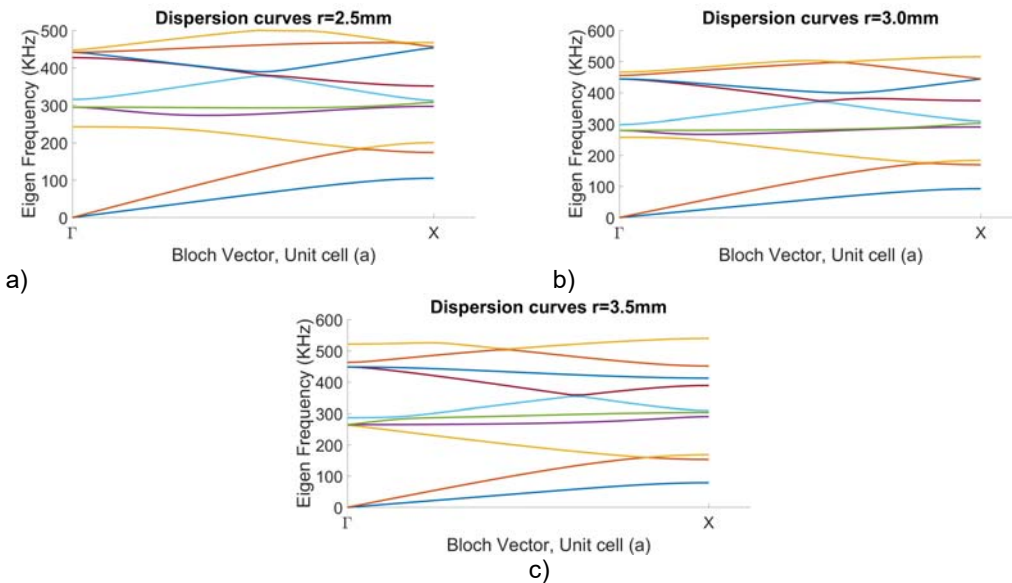 Dispersion curves r=2.5mm
Eigen Frequency (KHz)
500
400
300
200
100
0
Γ X
Bloch Vector, Unit cell (a)
a)
Dispersion curves r=3.0mm
Eigen Frequency (KHz)
600
500
400
300
200
100
0
Γ X
Bloch Vector, Unit cell (a)
b)
Dispersion curves r=3.5mm
Eigen Frequency (KHz)
600
500
400
300
200
100
0
Γ X
Bloch Vector, Unit cell (a)
c)